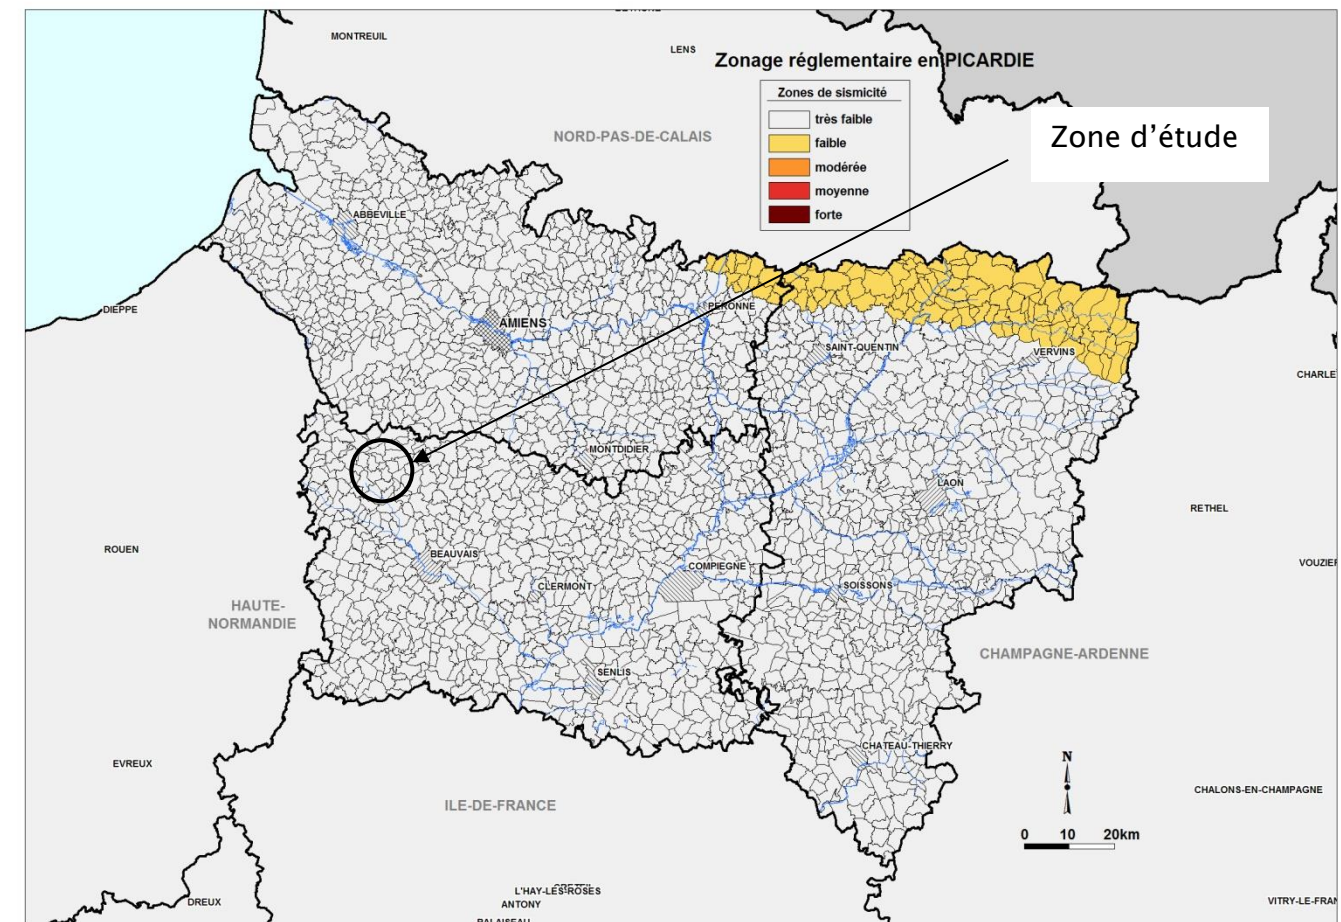 MONTREUIL
LENS
Zonage réglementaire en PICARDIE
Zones de sismicité
très faible
faible
modérée
moyenne
forte
Zone d'étude
NORD-PAS-DE-CALAIS
ABBEVILLE
DIEPPE
PERONNE
AMIENS
SAINT-QUENTIN
VERVINS
CHARLE
MONTDIDIER
LAON
RETHEL
ROUEN
BEAUVAIS
COMPIEGNE
VOUZIER
CLERMONT
SOISSONS
HAUTE-
NORMANDIE
CHAMPAGNE-ARDENNE
SENLIS
CHATEAU-THIERRY
EVREUX
N
CHALONS-EN-CHAMPAGNE
ILE-DE-FRANCE
0 10 20km
L'HAY-LES-ROSES
DREUX
ANTONY
VITRY-LE-FRAN
PALAISEAU